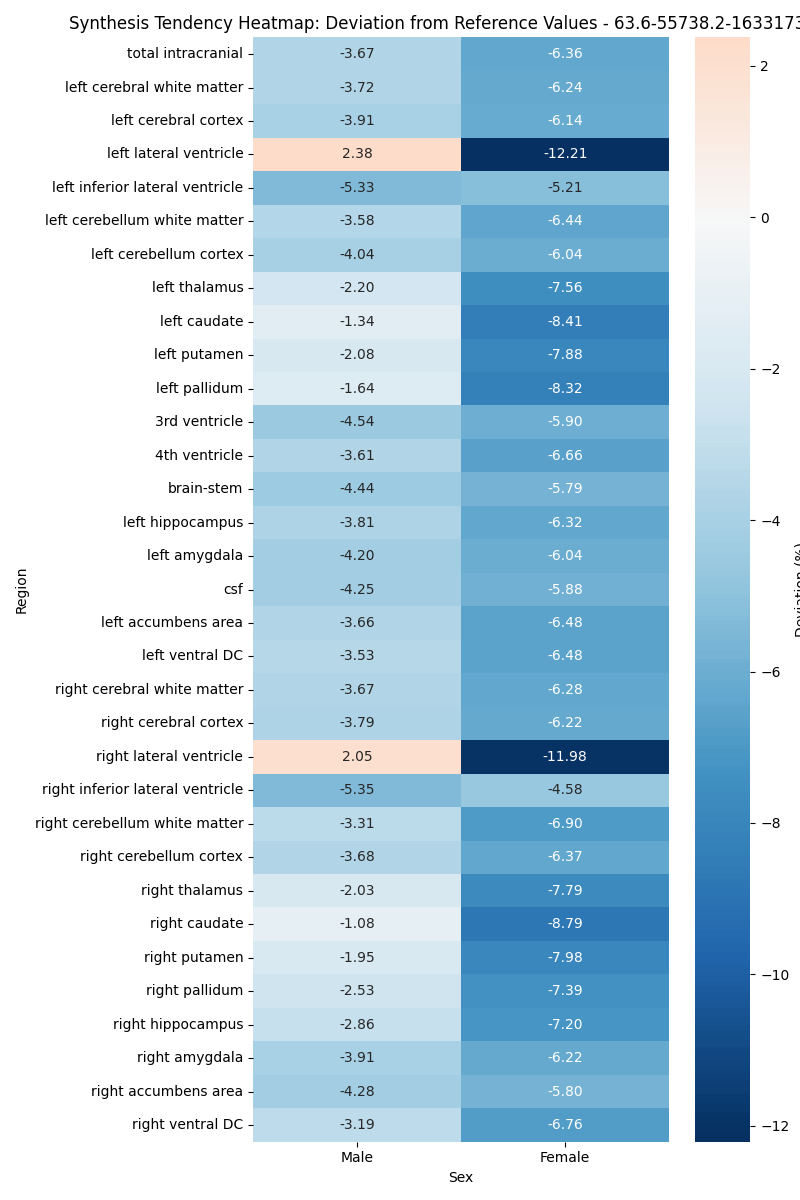 Synthesis Tendency Heatmap: Deviation from Reference Values - 63.6-55738.2-1633173
total intracranial -3.67 -6.36
left cerebral white matter -3.72 -6.24
left cerebral cortex -3.91 -6.14
left lateral ventricle 2.38 -12.21
left inferior lateral ventricle -5.33 -5.21
left cerebellum white matter -3.58 -6.44
left cerebellum cortex -4.04 -6.04
left thalamus -2.20 -7.56
left caudate -1.34 -8.41
left putamen -2.08 -7.88
left pallidum -1.64 -8.32
3rd ventricle -4.54 -5.90
4th ventricle -3.61 -6.66
brain-stem -4.44 -5.79
left hippocampus -3.81 -6.32
left amygdala -4.20 -6.04
csf -4.25 -5.88
left accumbens area -3.66 -6.48
left ventral DC -3.53 -6.48
right cerebral white matter -3.67 -6.28
right cerebral cortex -3.79 -6.22
right lateral ventricle 2.05 -11.98
right inferior lateral ventricle -5.35 -4.58
right cerebellum white matter -3.31 -6.90
right cerebellum cortex -3.68 -6.37
right thalamus -2.03 -7.79
right caudate -1.08 -8.79
right putamen -1.95 -7.98
right pallidum -2.53 -7.39
right hippocampus -2.86 -7.20
right amygdala -3.91 -6.22
right accumbens area -4.28 -5.80
right ventral DC -3.19 -6.76
Male Female
Sex
Region
2
0
−2
−4
−6
−8
−10
−12
Deviation (%)